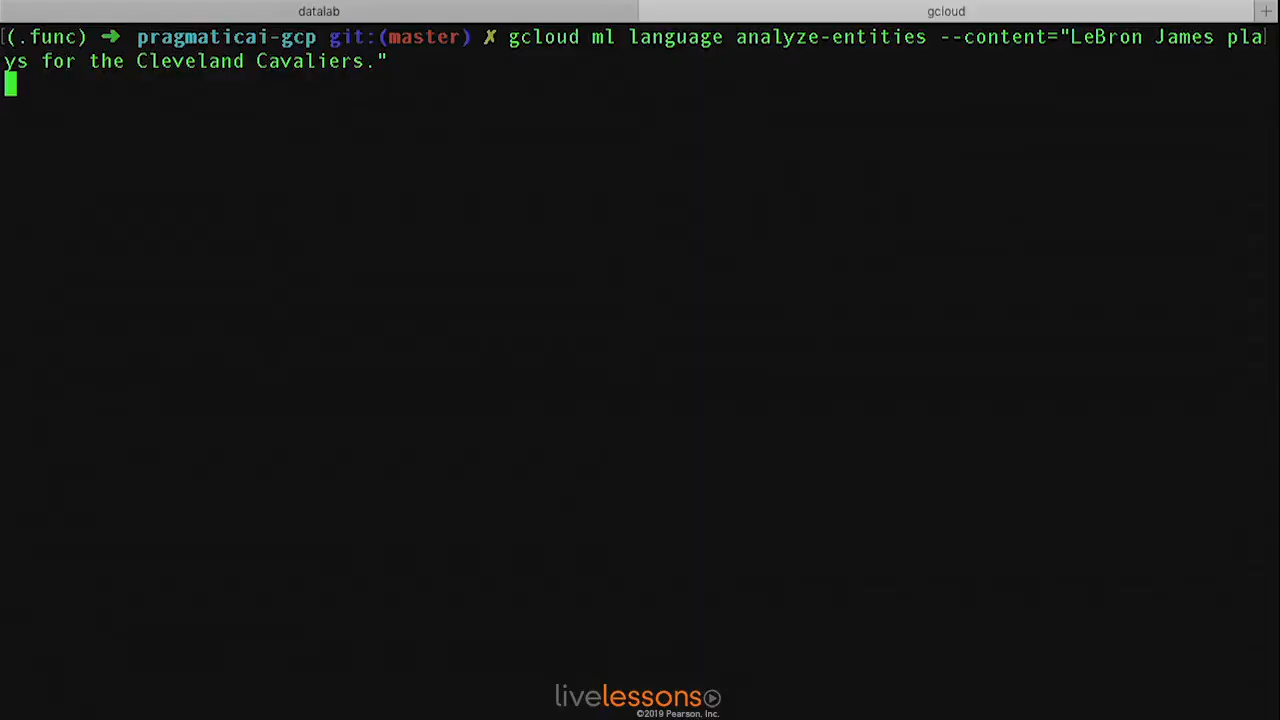 datalab
gcloud
(.func) ➜ pragmaticai-gcp git:(master) ✗ gcloud ml language analyze-entities --content="LeBron James pla
ys for the Cleveland Cavaliers."
livelessons
©2019 Pearson, Inc.